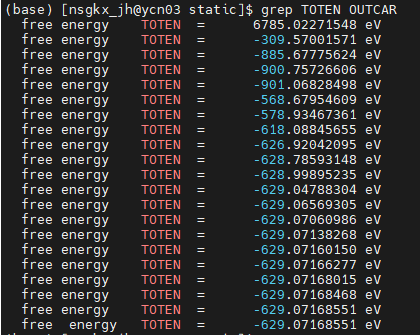 (base) [nsgkx_jh@ycn03 static]$ grep TOTEN OUTCAR
free energy TOTEN = 6785.02271548 eV
free energy TOTEN = -309.57001571 eV
free energy TOTEN = -885.67775624 eV
free energy TOTEN = -900.75726606 eV
free energy TOTEN = -901.06828498 eV
free energy TOTEN = -568.67954609 eV
free energy TOTEN = -578.93467361 eV
free energy TOTEN = -618.08845655 eV
free energy TOTEN = -626.92042095 eV
free energy TOTEN = -628.78593148 eV
free energy TOTEN = -628.99895235 eV
free energy TOTEN = -629.04788304 eV
free energy TOTEN = -629.06569305 eV
free energy TOTEN = -629.07060986 eV
free energy TOTEN = -629.07138268 eV
free energy TOTEN = -629.07160150 eV
free energy TOTEN = -629.07166277 eV
free energy TOTEN = -629.07168015 eV
free energy TOTEN = -629.07168468 eV
free energy TOTEN = -629.07168551 eV
free energy TOTEN = -629.07168551 eV